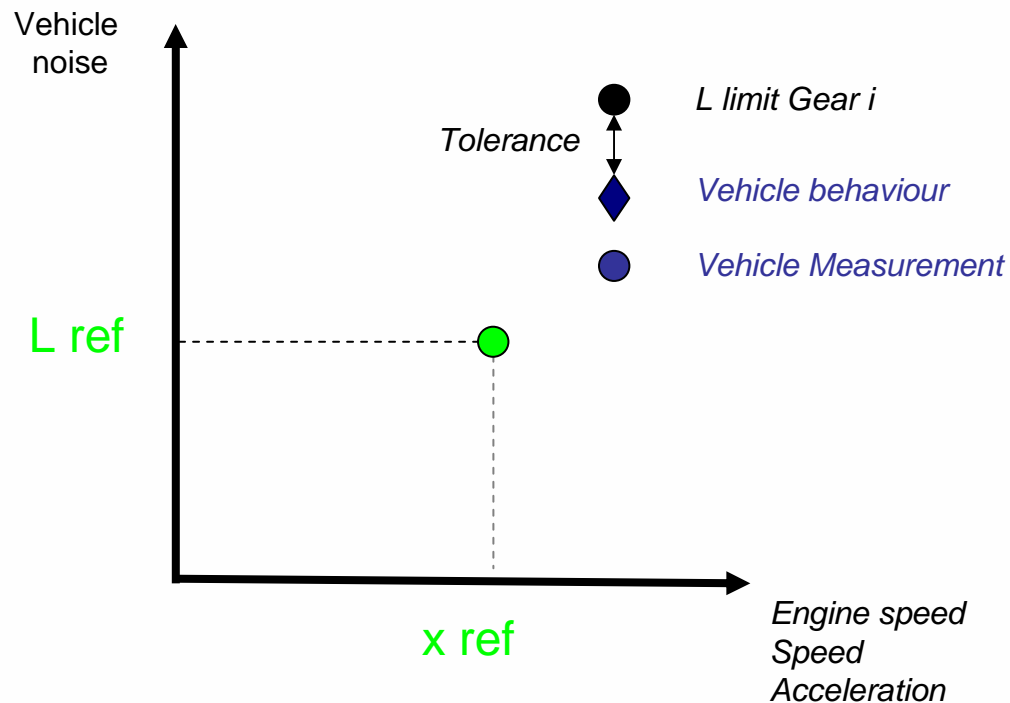 Vehicle
noise
L limit Gear i
Tolerance
Vehicle behaviour
Vehicle Measurement
L ref
x ref
Engine speed
Speed
Acceleration